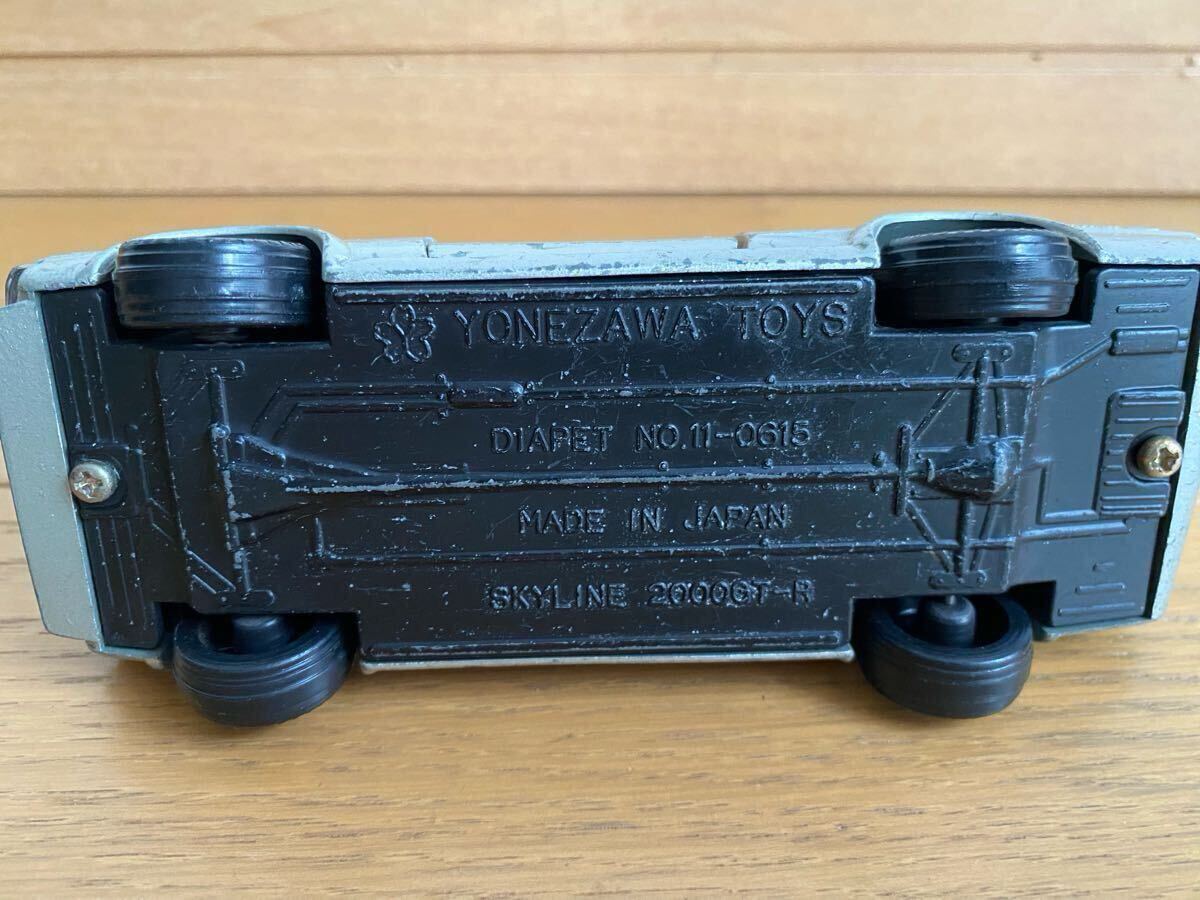 YONEZAWA TOYS
DIAPET NO.11-0615
MADE IN JAPAN
SKYLINE 2000GT-R